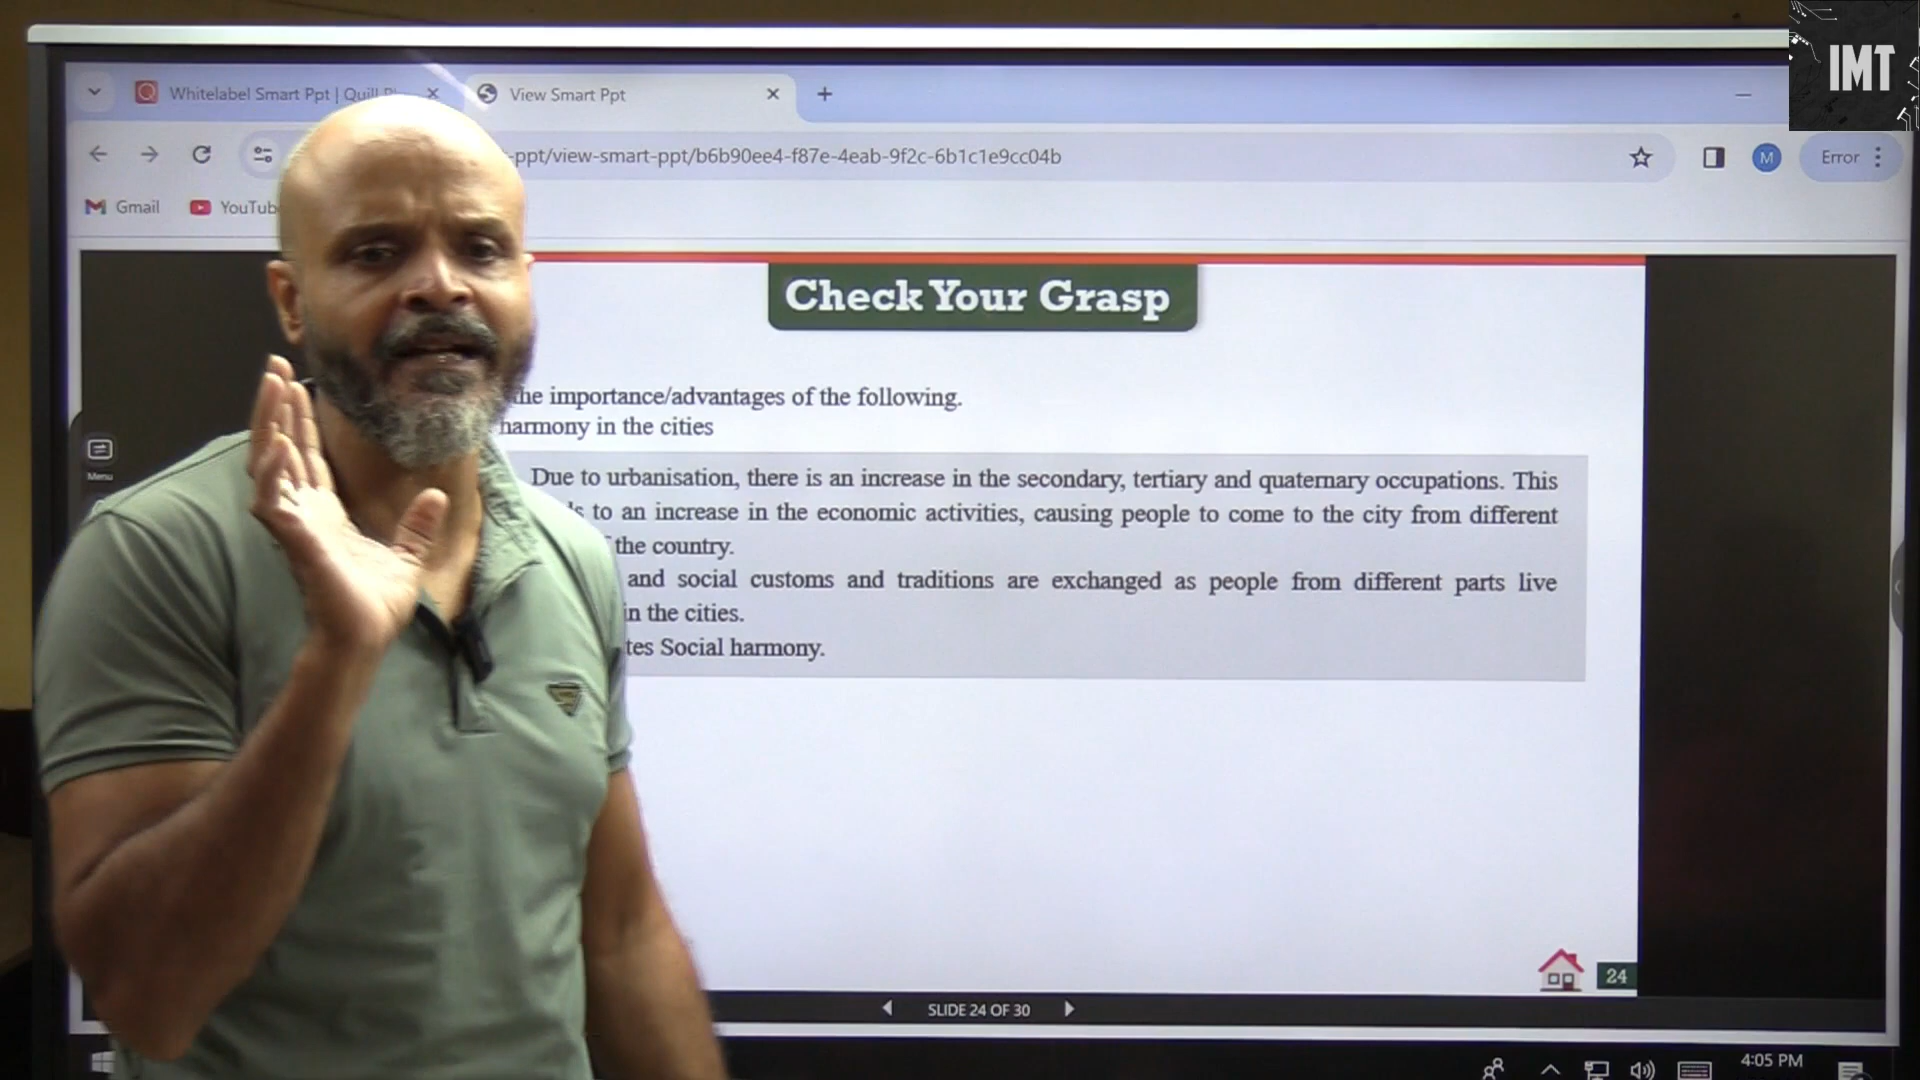 IMT
Whitelabel Smart Ppt | Quill
View Smart Ppt
-ppt/view-smart-ppt/b6b90ee4-f87e-4eab-9f2c-6b1c1e9cc04b
M
Error
Gmail
YouTub
Check Your Grasp
the importance/advantages of the following.
harmony in the cities
Menu
Due to urbanisation, there is an increase in the secondary, tertiary and quaternary occupations. This
to an increase in the economic activities, causing people to come to the city from different
the country.
and social customs and traditions are exchanged as people from different parts live
in the cities.
tes Social harmony.
24
SLIDE 24 OF 30
4:05 PM